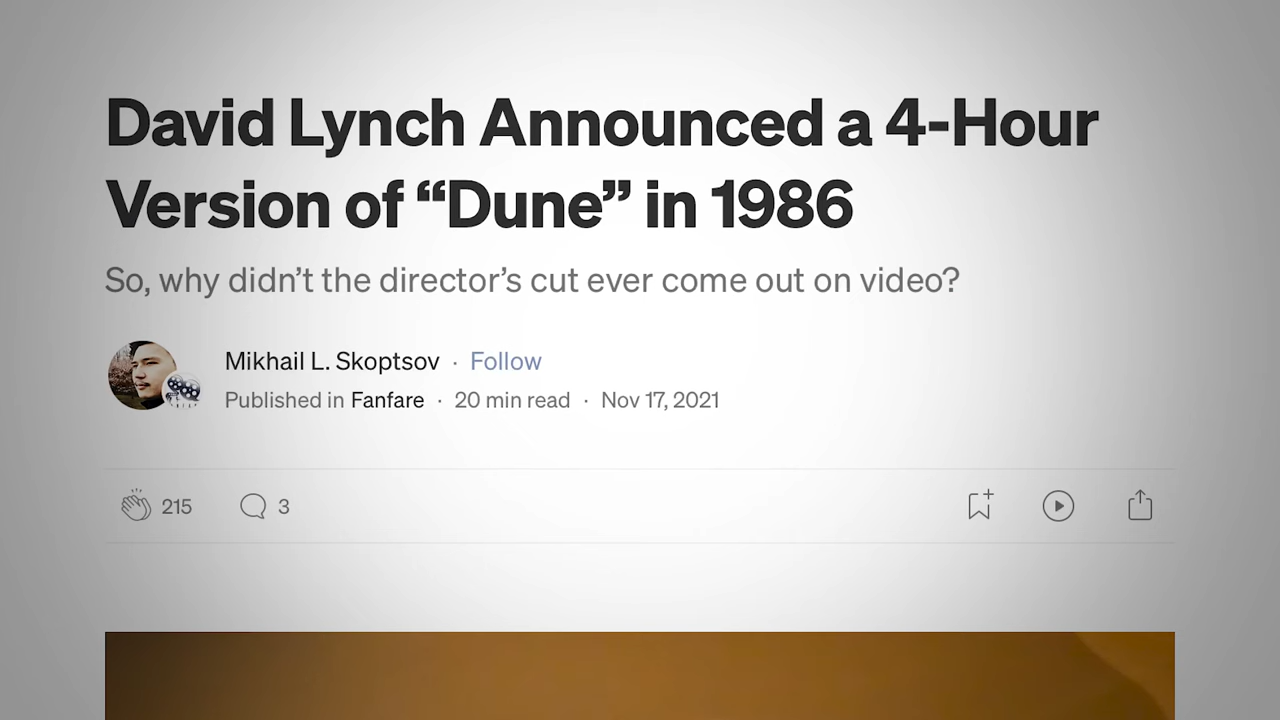 David Lynch Announced a 4-Hour
Version of “Dune” in 1986
So, why didn’t the director’s cut ever come out on video?
Mikhail L. Skoptsov · Follow
Published in Fanfare · 20 min read · Nov 17, 2021
215 3